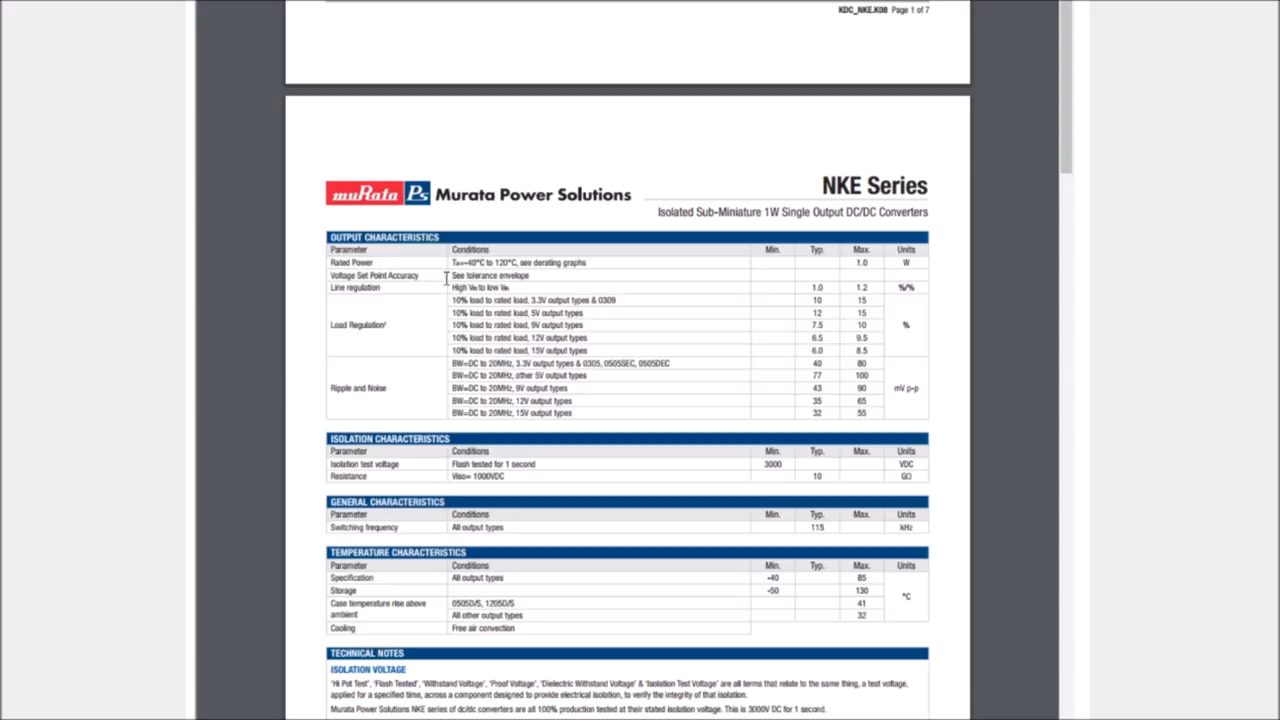 KDC_NKE.K08 Page 1 of 7
muRata Ps Murata Power Solutions
NKE Series
Isolated Sub-Miniature 1W Single Output DC/DC Converters
OUTPUT CHARACTERISTICS
Parameter Conditions Min. Typ. Max. Units
Rated Power TA=-40°C to 120°C, see derating graphs 1.0 W
Voltage Set Point Accuracy See tolerance envelope
Line regulation High VIN to low VIN 1.0 1.2 %/%
Load Regulation¹ 10% load to rated load, 3.3V output types & 0309 10 15 %
10% load to rated load, 5V output types 12 15
10% load to rated load, 9V output types 7.5 10
10% load to rated load, 12V output types 6.5 9.5
10% load to rated load, 15V output types 6.0 8.5
Ripple and Noise BW=DC to 20MHz, 3.3V output types & 0305, 0505SEC, 0505DEC 40 80 mV p-p
BW=DC to 20MHz, other 5V output types 77 100
BW=DC to 20MHz, 9V output types 43 90
BW=DC to 20MHz, 12V output types 35 65
BW=DC to 20MHz, 15V output types 32 55
ISOLATION CHARACTERISTICS
Parameter Conditions Min. Typ. Max. Units
Isolation test voltage Flash tested for 1 second 3000 VDC
Resistance Viso= 1000VDC 10 GΩ
GENERAL CHARACTERISTICS
Parameter Conditions Min. Typ. Max. Units
Switching frequency All output types 115 kHz
TEMPERATURE CHARACTERISTICS
Parameter Conditions Min. Typ. Max. Units
Specification All output types -40 85 °C
Storage -50 130
Case temperature rise above ambient 0505D/S, 1205D/S 41
All other output types 32
Cooling Free air convection
TECHNICAL NOTES
ISOLATION VOLTAGE
'Hi Pot Test', 'Flash Tested', 'Withstand Voltage', 'Proof Voltage', 'Dielectric Withstand Voltage' & 'Isolation Test Voltage' are all terms that relate to the same thing, a test voltage,
applied for a specified time, across a component designed to provide electrical isolation, to verify the integrity of that isolation.
Murata Power Solutions NKE series of dc/dc converters are all 100% production tested at their stated isolation voltage. This is 3000V DC for 1 second.